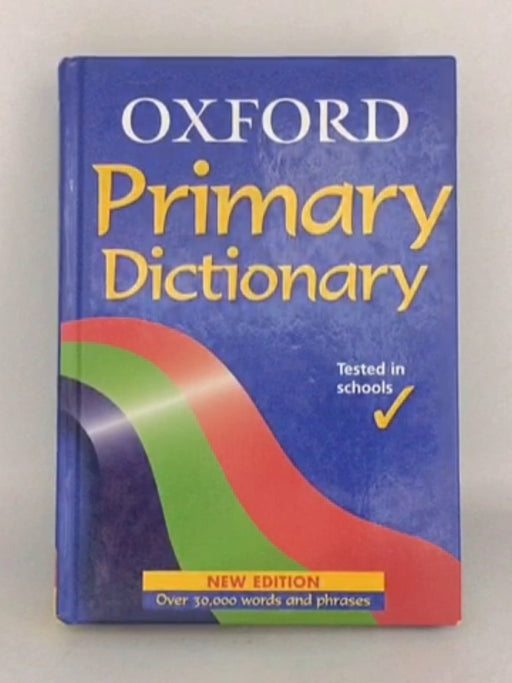 OXFORD
Primary
Dictionary
Tested in
schools
NEW EDITION
Over 30,000 words and phrases